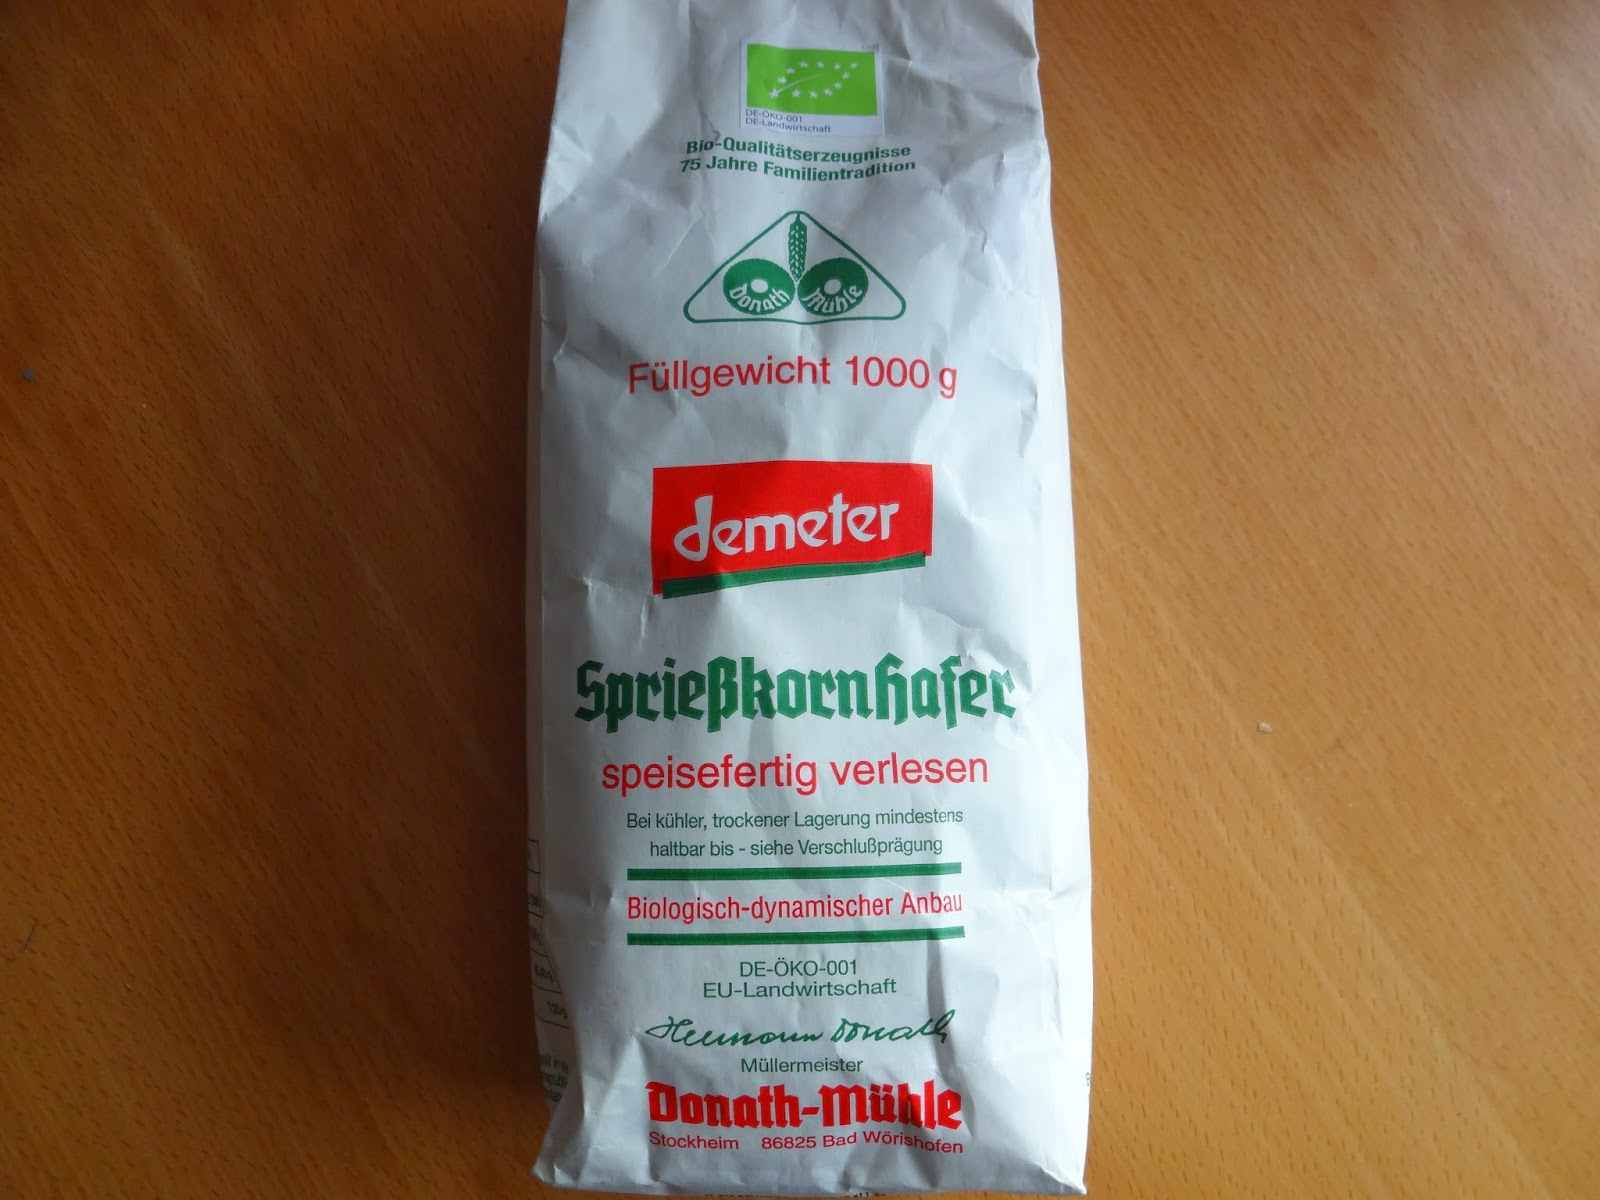 DE-ÖKO-001
DE-Landwirtschaft
Bio-Qualitätserzeugnisse
75 Jahre Familientradition
Donath Mühle
Füllgewicht 1000 g
demeter
Sprießkornhafer
speisefertig verlesen
Bei kühler, trockener Lagerung mindestens
haltbar bis - siehe Verschlußprägung
Biologisch-dynamischer Anbau
DE-ÖKO-001
EU-Landwirtschaft
Hermann Donath
Müllermeister
Donath-Mühle
Stockheim 86825 Bad Wörishofen